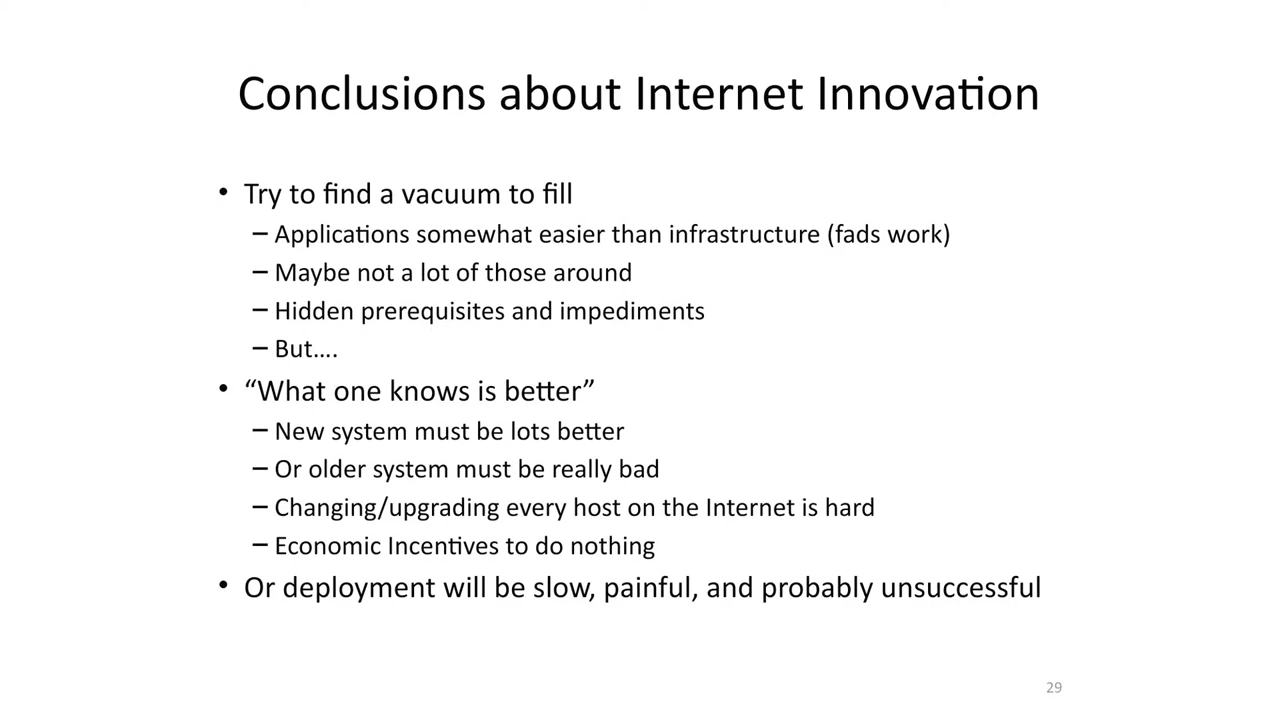 Conclusions about Internet Innovation
• Try to find a vacuum to fill
– Applications somewhat easier than infrastructure (fads work)
– Maybe not a lot of those around
– Hidden prerequisites and impediments
– But….
• “What one knows is better”
– New system must be lots better
– Or older system must be really bad
– Changing/upgrading every host on the Internet is hard
– Economic Incentives to do nothing
• Or deployment will be slow, painful, and probably unsuccessful
29